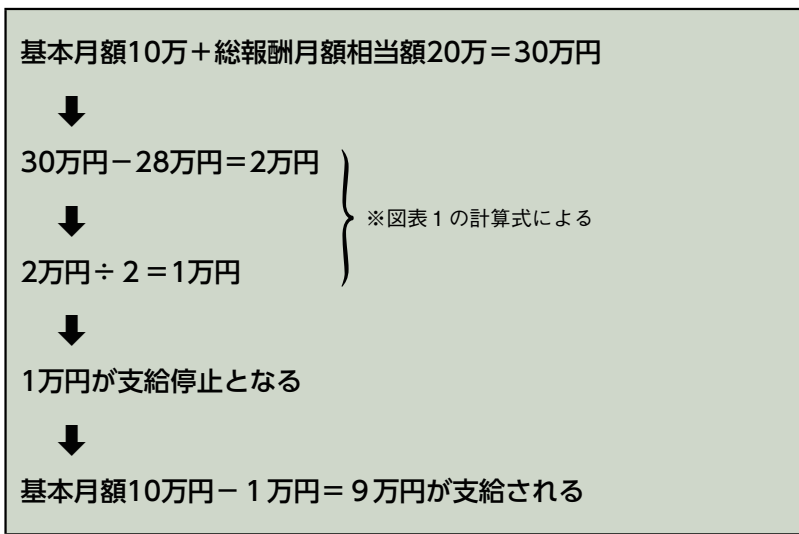 基本月額10万＋総報酬月額相当額20万＝30万円
30万円－28万円＝2万円
※図表１の計算式による
2万円÷２＝1万円
1万円が支給停止となる
基本月額10万円－１万円＝９万円が支給される